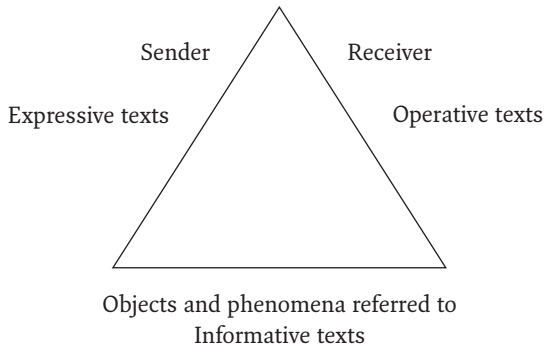 Sender
Receiver
Expressive texts
Operative texts
Objects and phenomena referred to
Informative texts